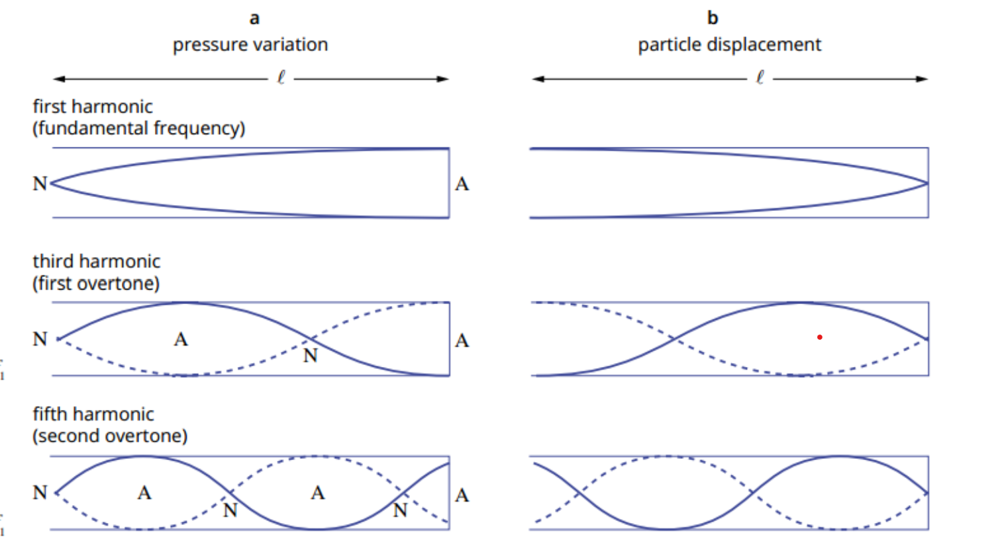 a
pressure variation
ℓ
b
particle displacement
ℓ
first harmonic
(fundamental frequency)
N
A
third harmonic
(first overtone)
N
A
N
A
fifth harmonic
(second overtone)
N
A
N
A
N
A